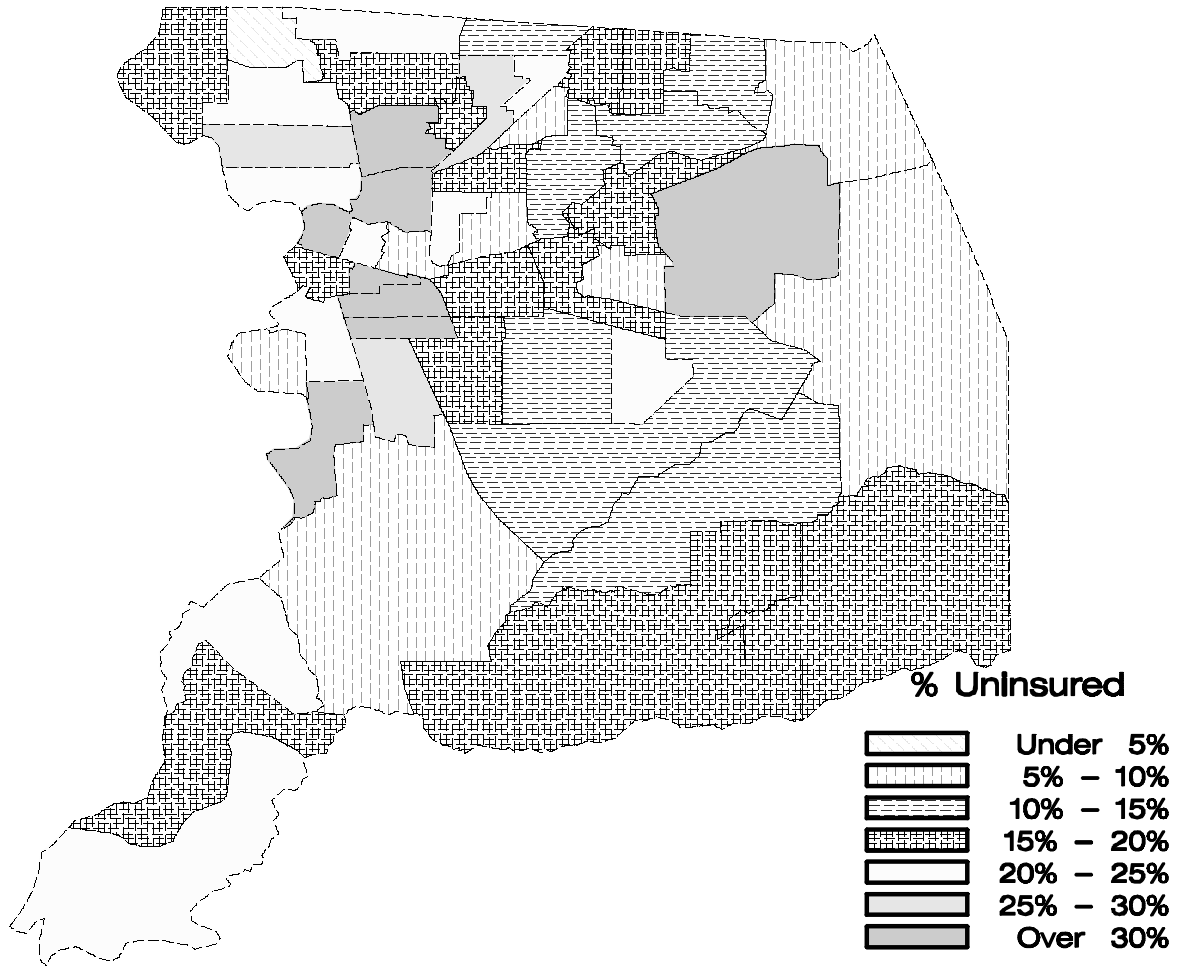 % Uninsured
Under 5%
5% – 10%
10% – 15%
15% – 20%
20% – 25%
25% – 30%
Over 30%